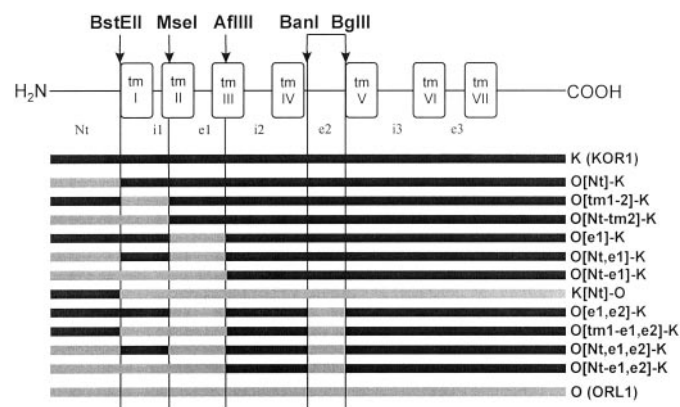 BstEII MseI AflIII BanI BglII
H₂N COOH
tm I
tm II
tm III
tm IV
tm V
tm VI
tm VII
Nt i1 e1 i2 e2 i3 e3
K (KOR1)
O[Nt]-K
O[tm1-2]-K
O[Nt-tm2]-K
O[e1]-K
O[Nt,e1]-K
O[Nt-e1]-K
K[Nt]-O
O[e1,e2]-K
O[tm1-e1,e2]-K
O[Nt,e1,e2]-K
O[Nt-e1,e2]-K
O (ORL1)